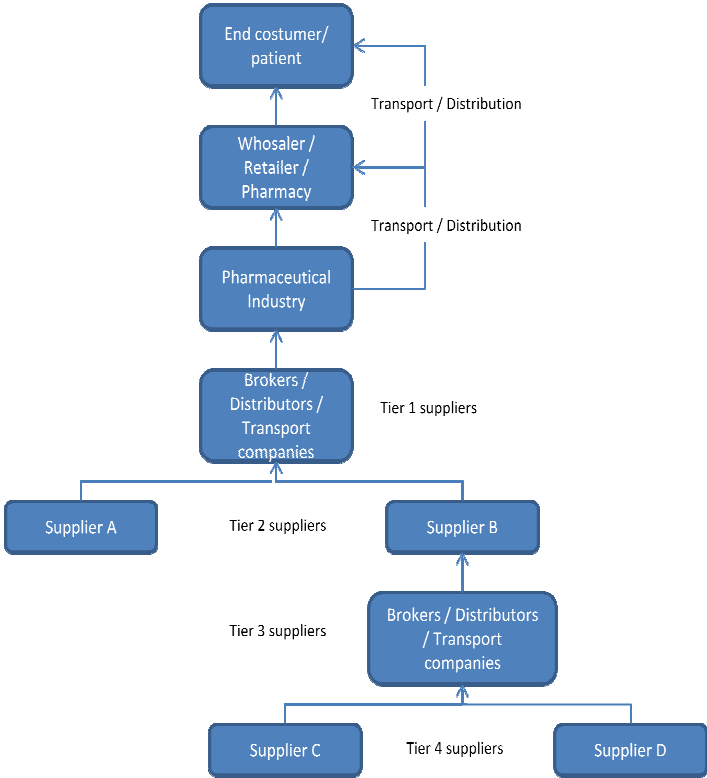 End costumer/
patient
Transport / Distribution
Whosaler /
Retailer /
Pharmacy
Transport / Distribution
Pharmaceutical
Industry
Brokers /
Distributors /
Transport
companies
Tier 1 suppliers
Supplier A
Tier 2 suppliers
Supplier B
Brokers / Distributors
/ Transport
companies
Tier 3 suppliers
Supplier C
Tier 4 suppliers
Supplier D